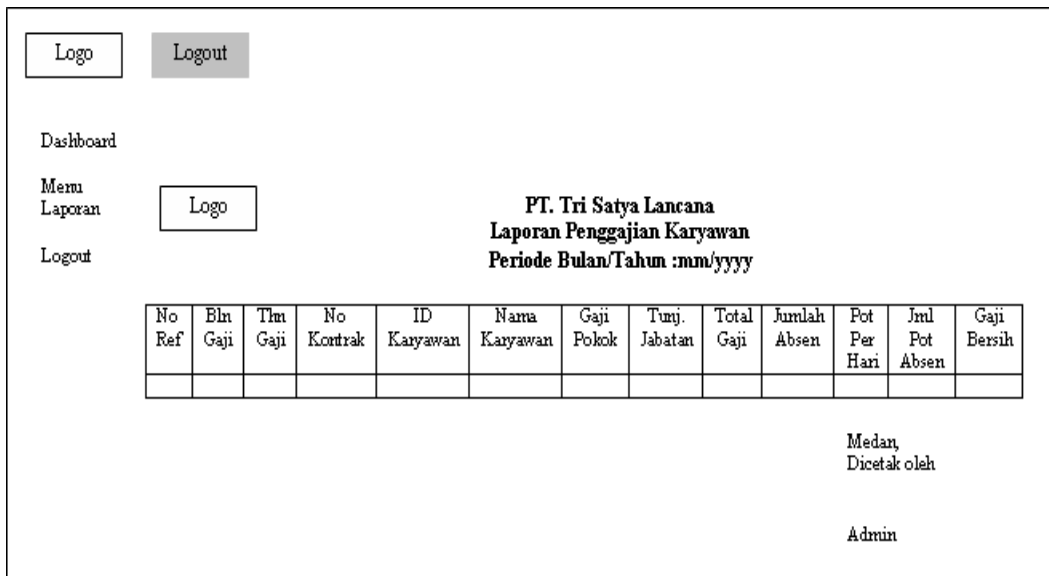 Logo
Logout
Dashboard
Menu
Laporan
Logout
Logo
PT. Tri Satya Lancana
Laporan Penggajian Karyawan
Periode Bulan/Tahun :mm/yyyy
No Bln Thn No ID Nama Gaji Tunj. Total Jumlah Pot Jml Gaji
Ref Gaji Gaji Kontrak Karyawan Karyawan Pokok Jabatan Gaji Absen Per Pot Bersih
Hari Absen
Medan,
Dicetak oleh
Admin